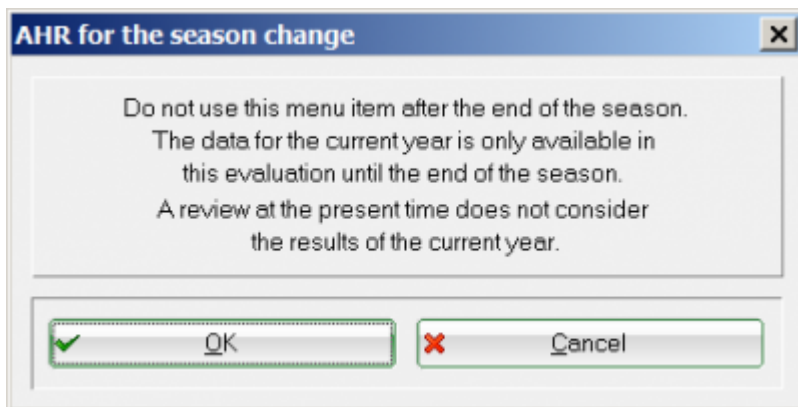 AHR for the season change
Do not use this menu item after the end of the season.
The data for the current year is only available in
this evaluation until the end of the season.
A review at the present time does not consider
the results of the current year.
OK
Cancel